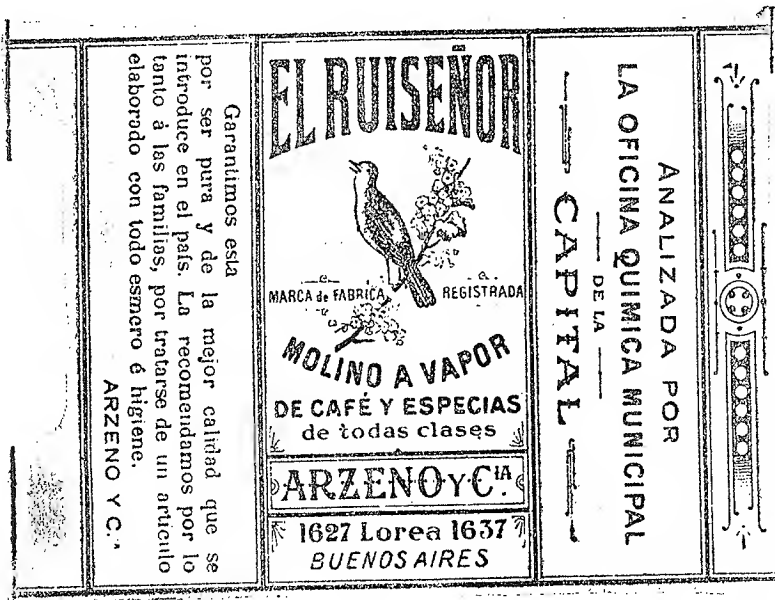 Garantimos esta
por ser pura y de la mejor calidad que se
introduce en el país. La recomendamos por lo
tanto á las familias, por tratarse de un artículo
elaborado con todo esmero é higiene.
ARZENO Y C.ᴬ
EL RUISEÑOR
MARCA de FABRICA REGISTRADA
MOLINO A VAPOR
DE CAFÉ Y ESPECIAS
de todas clases
ARZENO Y Cᴵᴬ.
1627 Lorea 1637
BUENOS AIRES
ANALIZADA POR
LA OFICINA QUIMICA MUNICIPAL
DE LA
CAPITAL